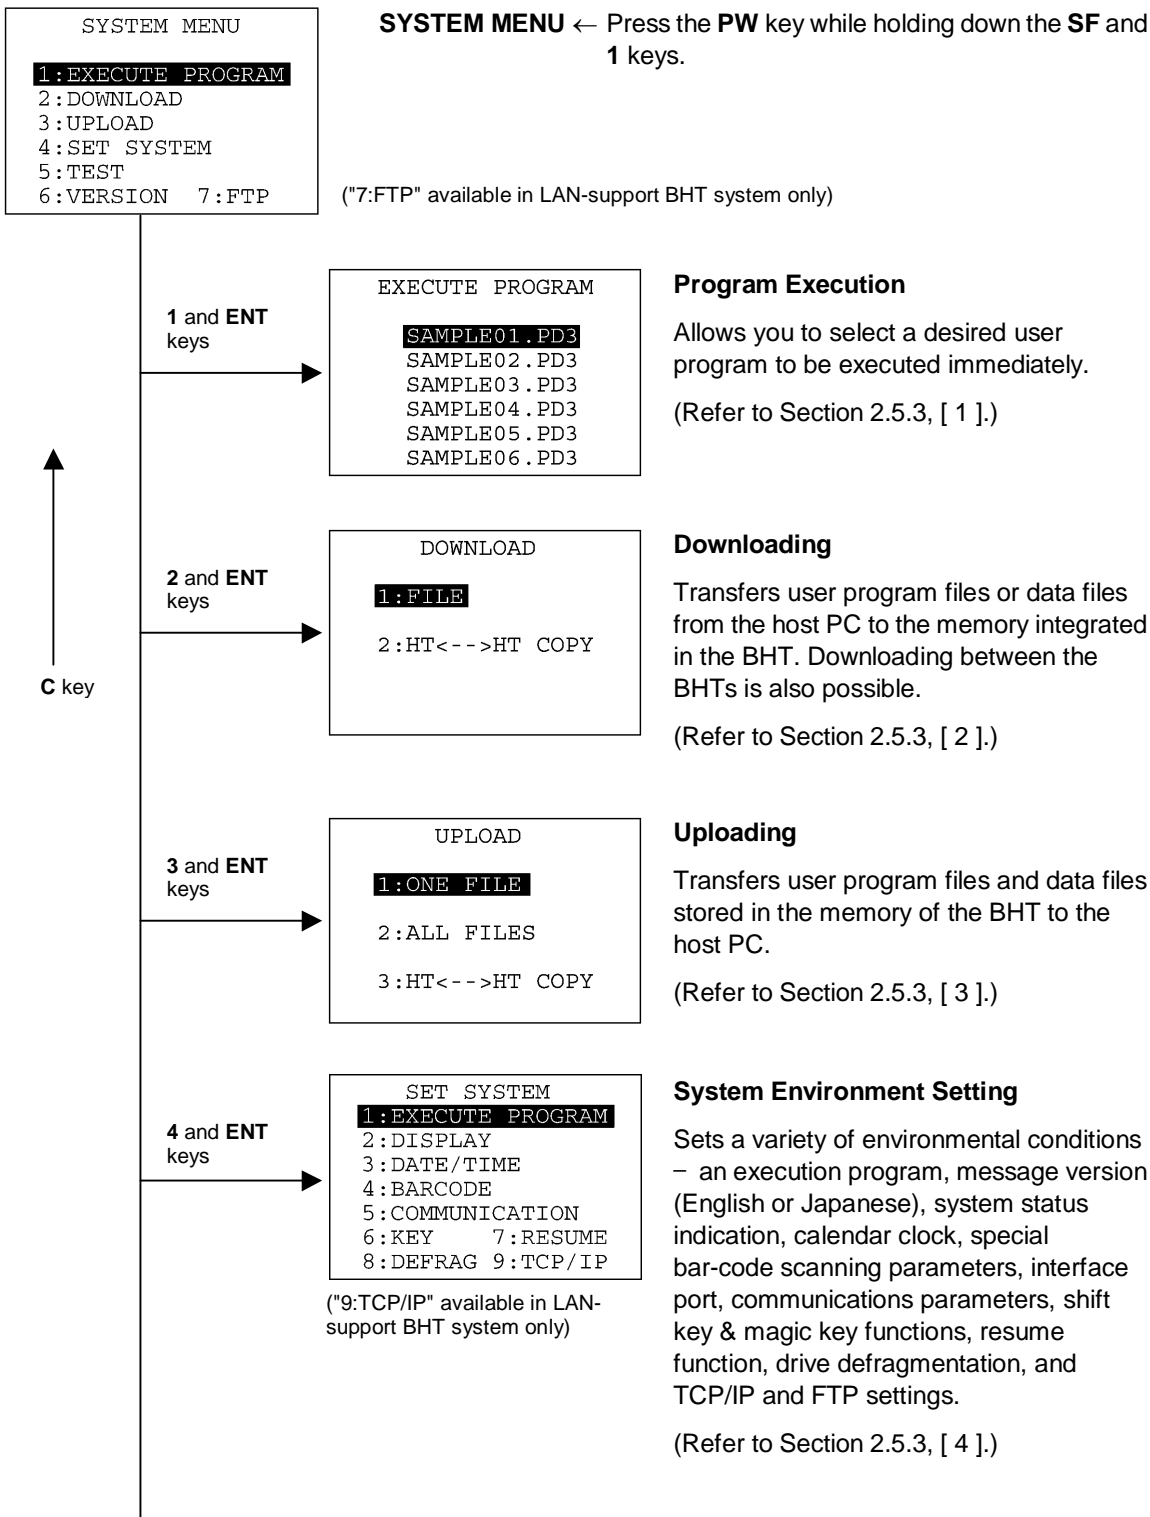 SYSTEM MENU
1:EXECUTE PROGRAM
2:DOWNLOAD
3:UPLOAD
4:SET SYSTEM
5:TEST
6:VERSION 7:FTP
SYSTEM MENU ← Press the PW key while holding down the SF and
1 keys.
("7:FTP" available in LAN-support BHT system only)
1 and ENT
keys
EXECUTE PROGRAM
SAMPLE01.PD3
SAMPLE02.PD3
SAMPLE03.PD3
SAMPLE04.PD3
SAMPLE05.PD3
SAMPLE06.PD3
Program Execution
Allows you to select a desired user
program to be executed immediately.
(Refer to Section 2.5.3, [ 1 ].)
C key
2 and ENT
keys
DOWNLOAD
1:FILE
2:HT<-->HT COPY
Downloading
Transfers user program files or data files
from the host PC to the memory integrated
in the BHT. Downloading between the
BHTs is also possible.
(Refer to Section 2.5.3, [ 2 ].)
3 and ENT
keys
UPLOAD
1:ONE FILE
2:ALL FILES
3:HT<-->HT COPY
Uploading
Transfers user program files and data files
stored in the memory of the BHT to the
host PC.
(Refer to Section 2.5.3, [ 3 ].)
4 and ENT
keys
SET SYSTEM
1:EXECUTE PROGRAM
2:DISPLAY
3:DATE/TIME
4:BARCODE
5:COMMUNICATION
6:KEY 7:RESUME
8:DEFRAG 9:TCP/IP
("9:TCP/IP" available in LAN-
support BHT system only)
System Environment Setting
Sets a variety of environmental conditions
– an execution program, message version
(English or Japanese), system status
indication, calendar clock, special
bar-code scanning parameters, interface
port, communications parameters, shift
key & magic key functions, resume
function, drive defragmentation, and
TCP/IP and FTP settings.
(Refer to Section 2.5.3, [ 4 ].)